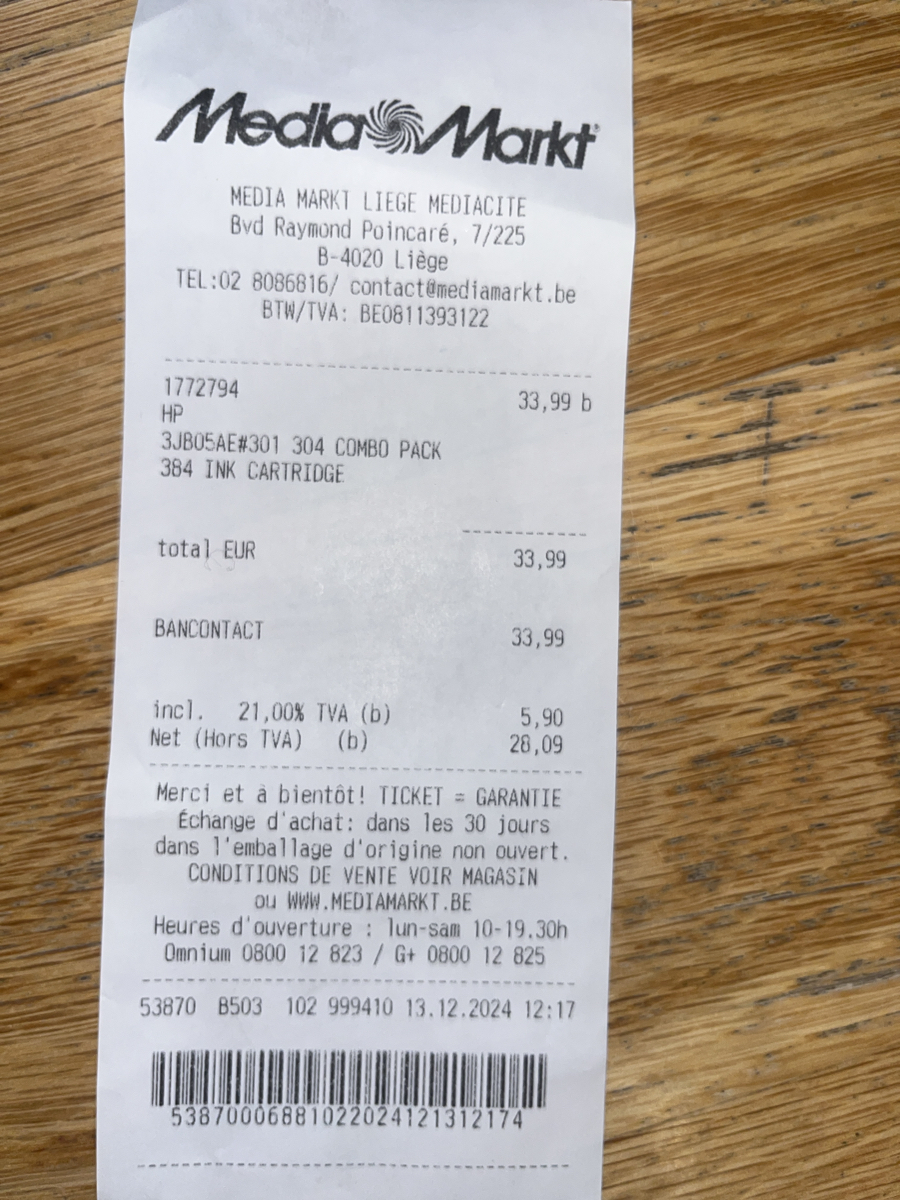 Media Markt
MEDIA MARKT LIEGE MEDIACITE
Bvd Raymond Poincaré, 7/225
B-4020 Liège
TEL:02 8086816/ contact@mediamarkt.be
BTW/TVA: BE0811393122
1772794 33,99 b
HP
3JB05AE#301 304 COMBO PACK
384 INK CARTRIDGE
total EUR 33,99
BANCONTACT 33,99
incl. 21,00% TVA (b) 5,90
Net (Hors TVA) (b) 28,09
Merci et à bientôt! TICKET = GARANTIE
Échange d'achat: dans les 30 jours
dans l'emballage d'origine non ouvert.
CONDITIONS DE VENTE VOIR MAGASIN
ou WWW.MEDIAMARKT.BE
Heures d'ouverture : lun-sam 10-19.30h
Omnium 0800 12 823 / G+ 0800 12 825
53870 B503 102 999410 13.12.2024 12:17
53870006881022024121312174